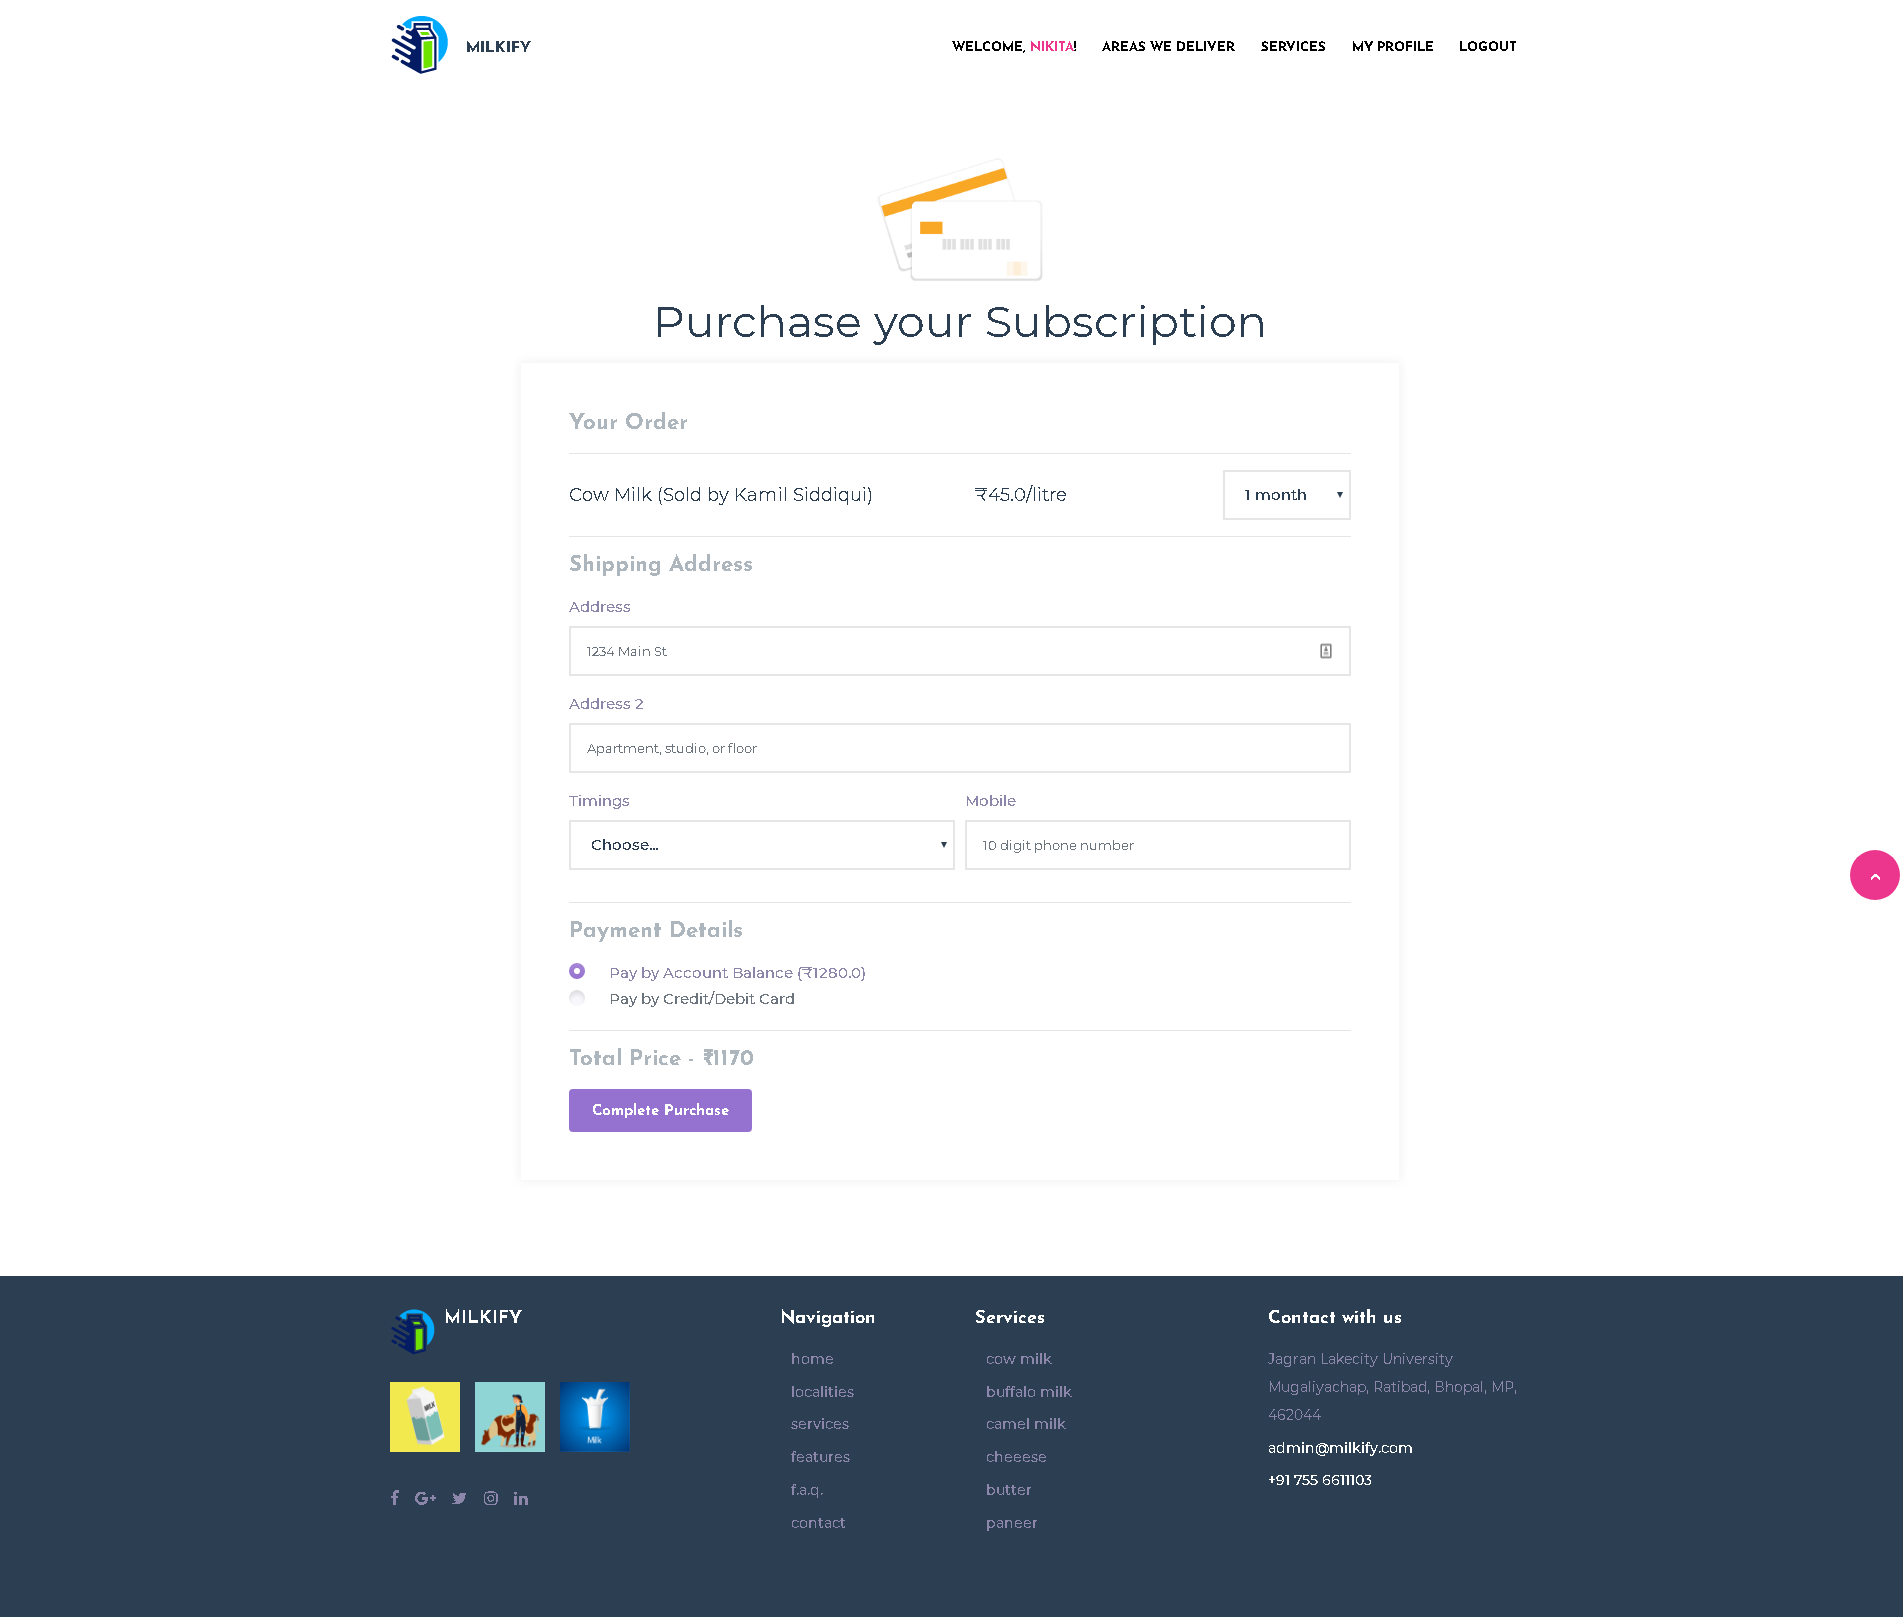 MILKIFY
WELCOME, NIKITA! AREAS WE DELIVER SERVICES MY PROFILE LOGOUT
Purchase your Subscription
Your Order
Cow Milk (Sold by Kamil Siddiqui) ₹45.0/litre 1 month
Shipping Address
Address
1234 Main St
Address 2
Apartment, studio, or floor
Timings Mobile
Choose... 10 digit phone number
Payment Details
Pay by Account Balance (₹1280.0)
Pay by Credit/Debit Card
Total Price - ₹1170
Complete Purchase
MILKIFY
MILK
Milk
Navigation
home
localities
services
features
f.a.q.
contact
Services
cow milk
buffalo milk
camel milk
cheeese
butter
paneer
Contact with us
Jagran Lakecity University
Mugaliyachap, Ratibad, Bhopal, MP,
462044
admin@milkify.com
+91 755 6611103